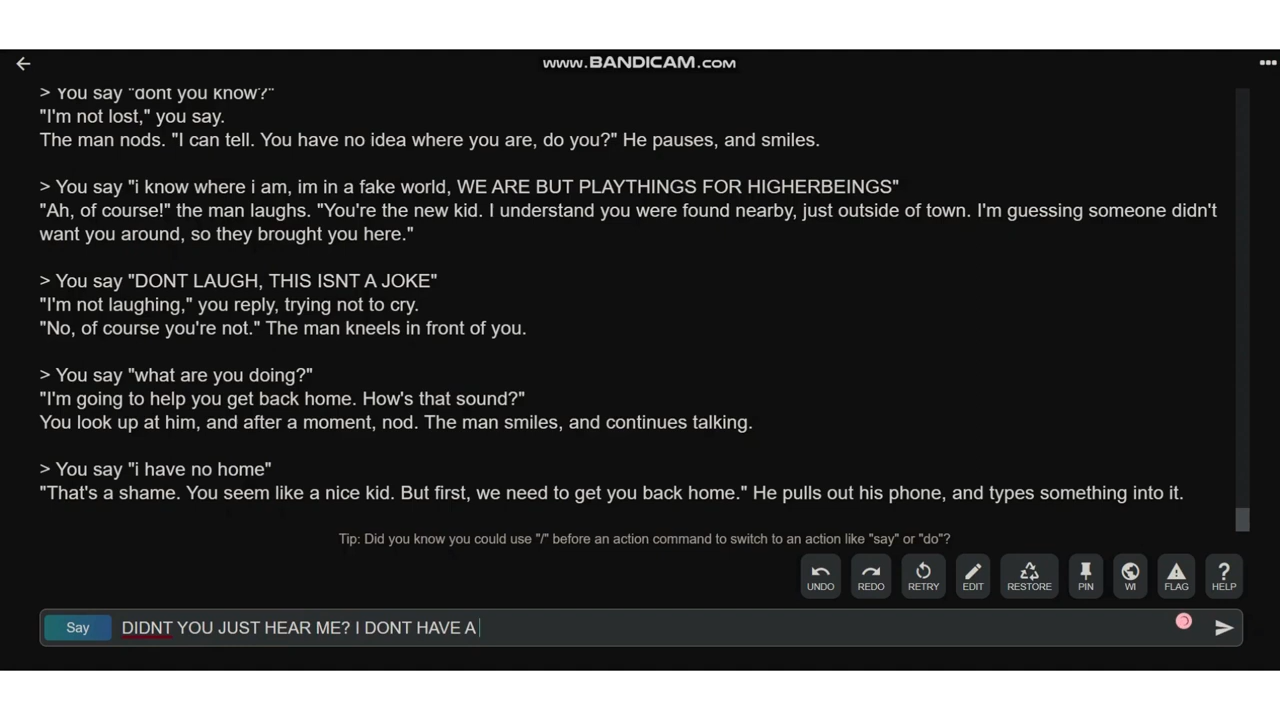 www.BANDICAM.com
> You say "dont you know?"
"I'm not lost," you say.
The man nods. "I can tell. You have no idea where you are, do you?" He pauses, and smiles.
> You say "i know where i am, im in a fake world, WE ARE BUT PLAYTHINGS FOR HIGHERBEINGS"
"Ah, of course!" the man laughs. "You're the new kid. I understand you were found nearby, just outside of town. I'm guessing someone didn't
want you around, so they brought you here."
> You say "DONT LAUGH, THIS ISNT A JOKE"
"I'm not laughing," you reply, trying not to cry.
"No, of course you're not." The man kneels in front of you.
> You say "what are you doing?"
"I'm going to help you get back home. How's that sound?"
You look up at him, and after a moment, nod. The man smiles, and continues talking.
> You say "i have no home"
"That's a shame. You seem like a nice kid. But first, we need to get you back home." He pulls out his phone, and types something into it.
Tip: Did you know you could use "/" before an action command to switch to an action like "say" or "do"?
UNDO REDO RETRY EDIT RESTORE PIN WI FLAG HELP
Say DIDNT YOU JUST HEAR ME? I DONT HAVE A